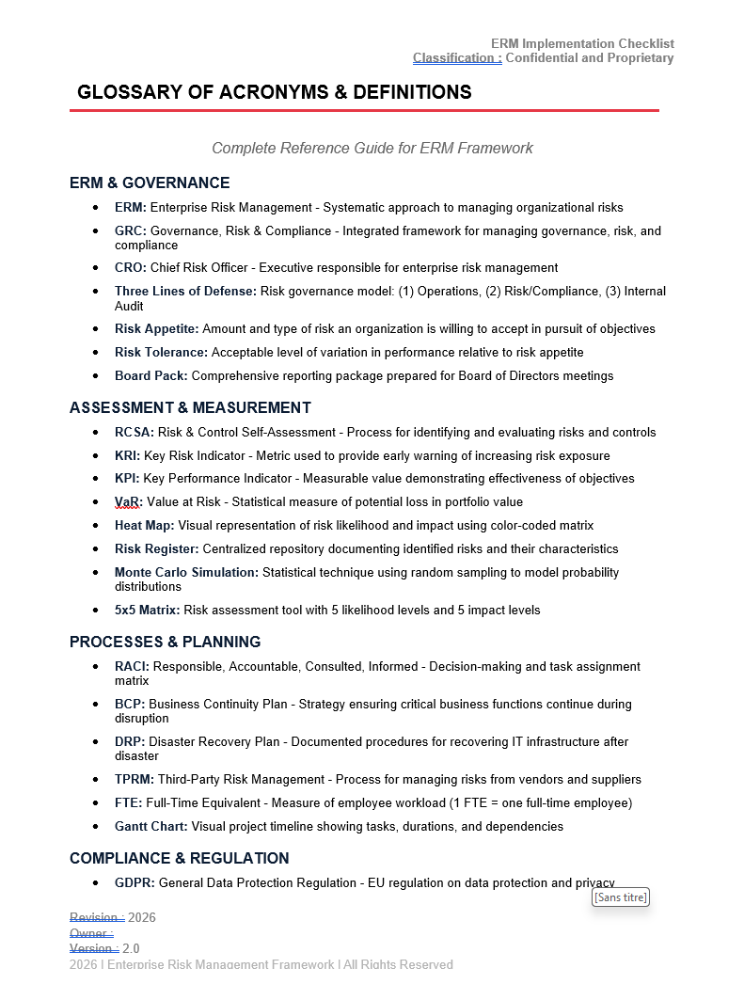 ERM Implementation Checklist
Classification : Confidential and Proprietary
GLOSSARY OF ACRONYMS & DEFINITIONS
Complete Reference Guide for ERM Framework
ERM & GOVERNANCE
• ERM: Enterprise Risk Management - Systematic approach to managing organizational risks
• GRC: Governance, Risk & Compliance - Integrated framework for managing governance, risk, and
compliance
• CRO: Chief Risk Officer - Executive responsible for enterprise risk management
• Three Lines of Defense: Risk governance model: (1) Operations, (2) Risk/Compliance, (3) Internal
Audit
• Risk Appetite: Amount and type of risk an organization is willing to accept in pursuit of objectives
• Risk Tolerance: Acceptable level of variation in performance relative to risk appetite
• Board Pack: Comprehensive reporting package prepared for Board of Directors meetings
ASSESSMENT & MEASUREMENT
• RCSA: Risk & Control Self-Assessment - Process for identifying and evaluating risks and controls
• KRI: Key Risk Indicator - Metric used to provide early warning of increasing risk exposure
• KPI: Key Performance Indicator - Measurable value demonstrating effectiveness of objectives
• VaR: Value at Risk - Statistical measure of potential loss in portfolio value
• Heat Map: Visual representation of risk likelihood and impact using color-coded matrix
• Risk Register: Centralized repository documenting identified risks and their characteristics
• Monte Carlo Simulation: Statistical technique using random sampling to model probability
distributions
• 5x5 Matrix: Risk assessment tool with 5 likelihood levels and 5 impact levels
PROCESSES & PLANNING
• RACI: Responsible, Accountable, Consulted, Informed - Decision-making and task assignment
matrix
• BCP: Business Continuity Plan - Strategy ensuring critical business functions continue during
disruption
• DRP: Disaster Recovery Plan - Documented procedures for recovering IT infrastructure after
disaster
• TPRM: Third-Party Risk Management - Process for managing risks from vendors and suppliers
• FTE: Full-Time Equivalent - Measure of employee workload (1 FTE = one full-time employee)
• Gantt Chart: Visual project timeline showing tasks, durations, and dependencies
COMPLIANCE & REGULATION
• GDPR: General Data Protection Regulation - EU regulation on data protection and privacy
[Sans titre]
Revision : 2026
Owner :
Version : 2.0
2026 | Enterprise Risk Management Framework | All Rights Reserved